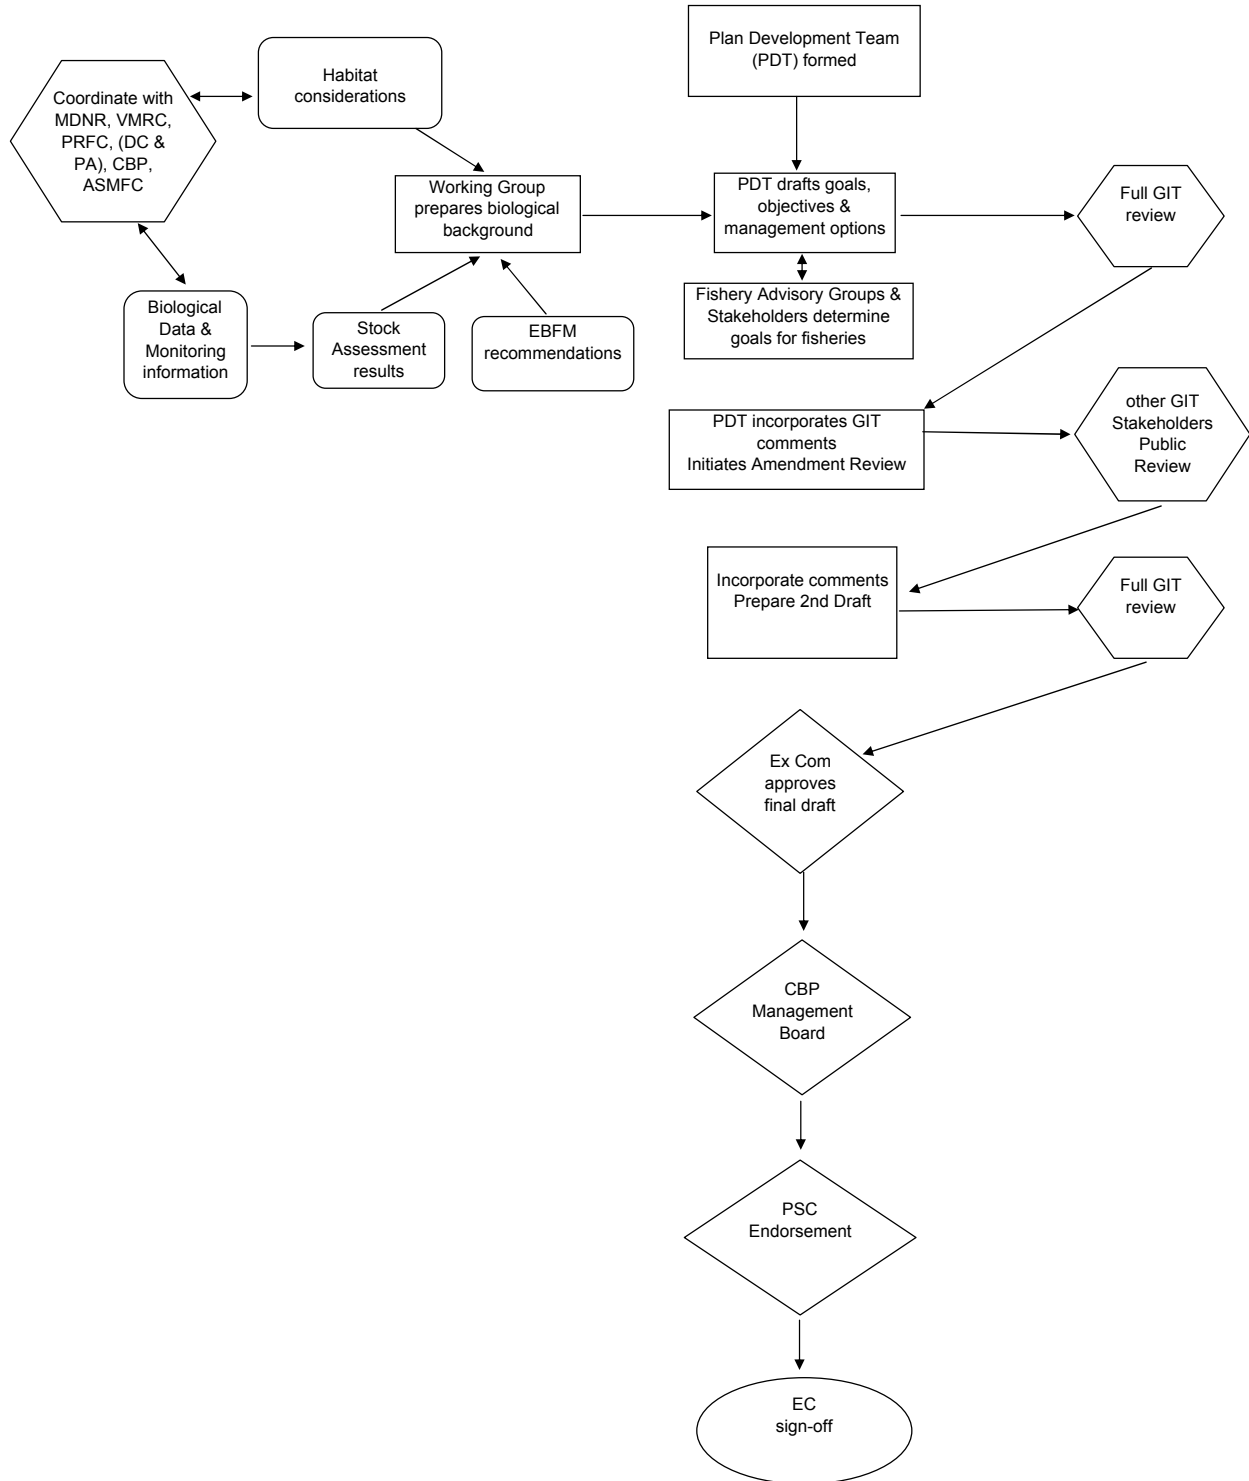 Plan Development Team
(PDT) formed
Habitat
considerations
Coordinate with
MDNR, VMRC,
PRFC, (DC &
PA), CBP,
ASMFC
Working Group
prepares biological
background
PDT drafts goals,
objectives &
management options
Full GIT
review
Biological
Data &
Monitoring
information
Stock
Assessment
results
EBFM
recommendations
Fishery Advisory Groups &
Stakeholders determine
goals for fisheries
PDT incorporates GIT
comments
Initiates Amendment Review
other GIT
Stakeholders
Public
Review
Incorporate comments
Prepare 2nd Draft
Full GIT
review
Ex Com
approves
final draft
CBP
Management
Board
PSC
Endorsement
EC
sign-off